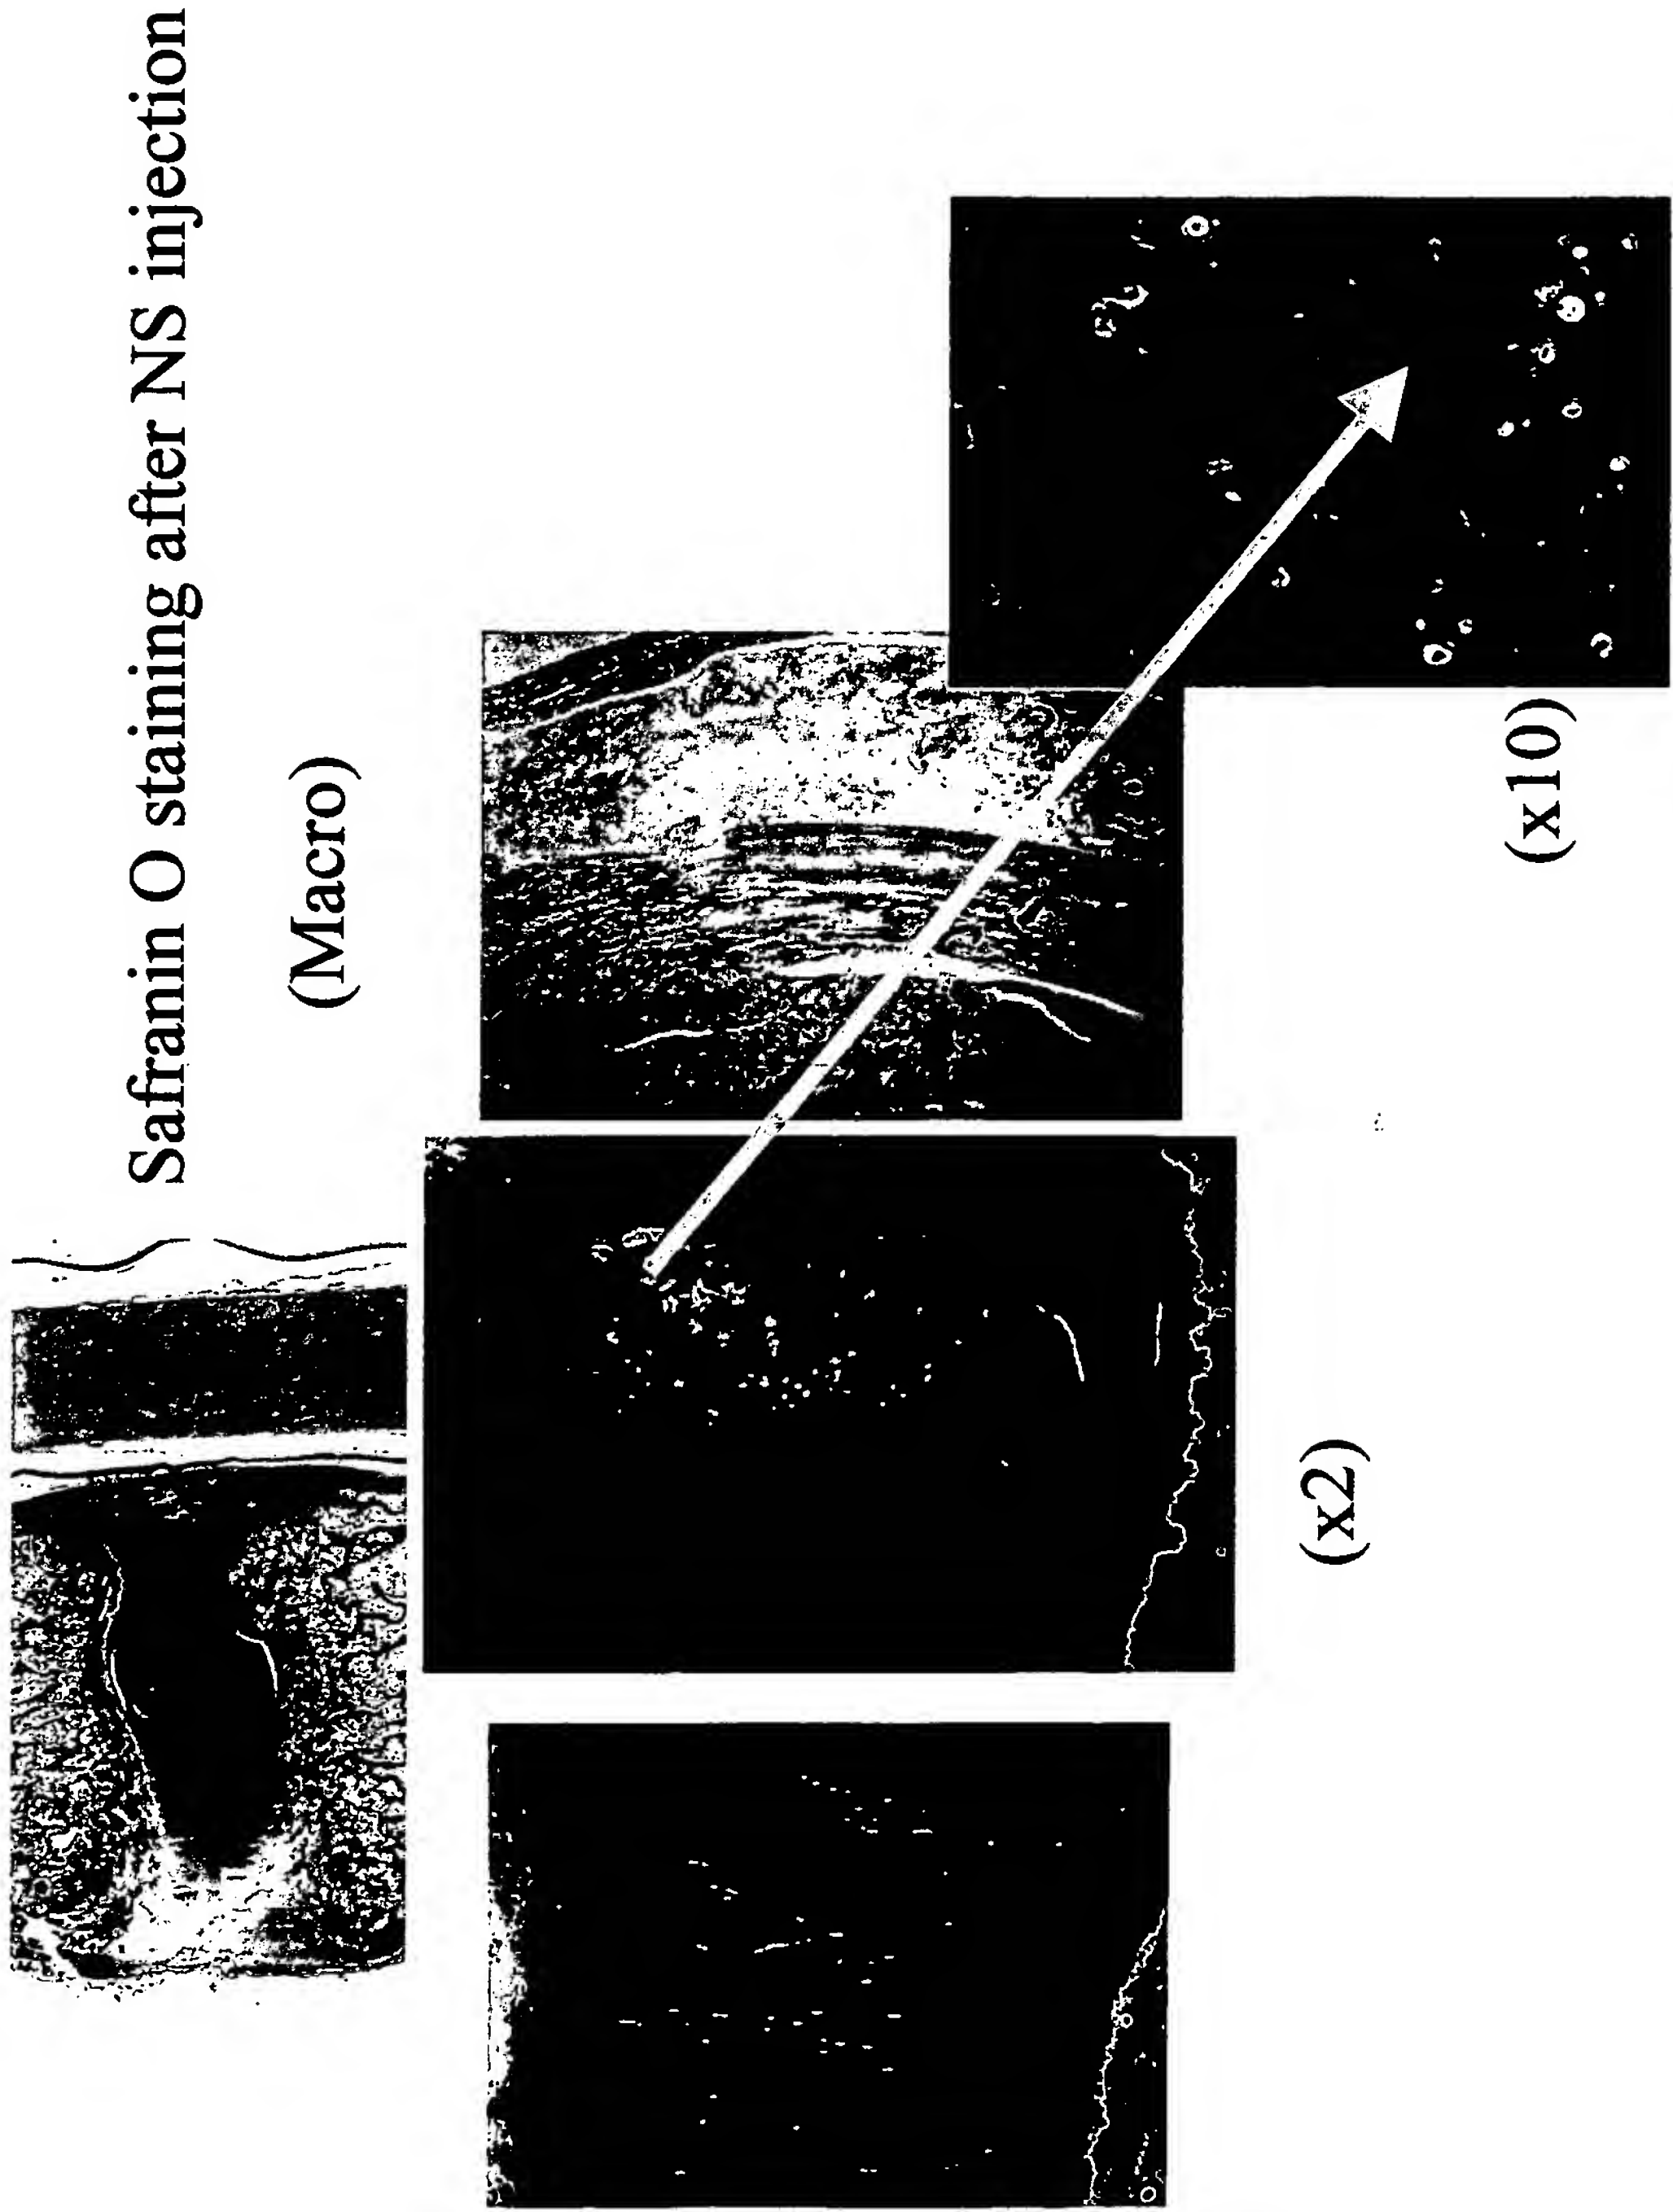 Safranin O staining after NS injection
(Macro)
(x2)
(x10)